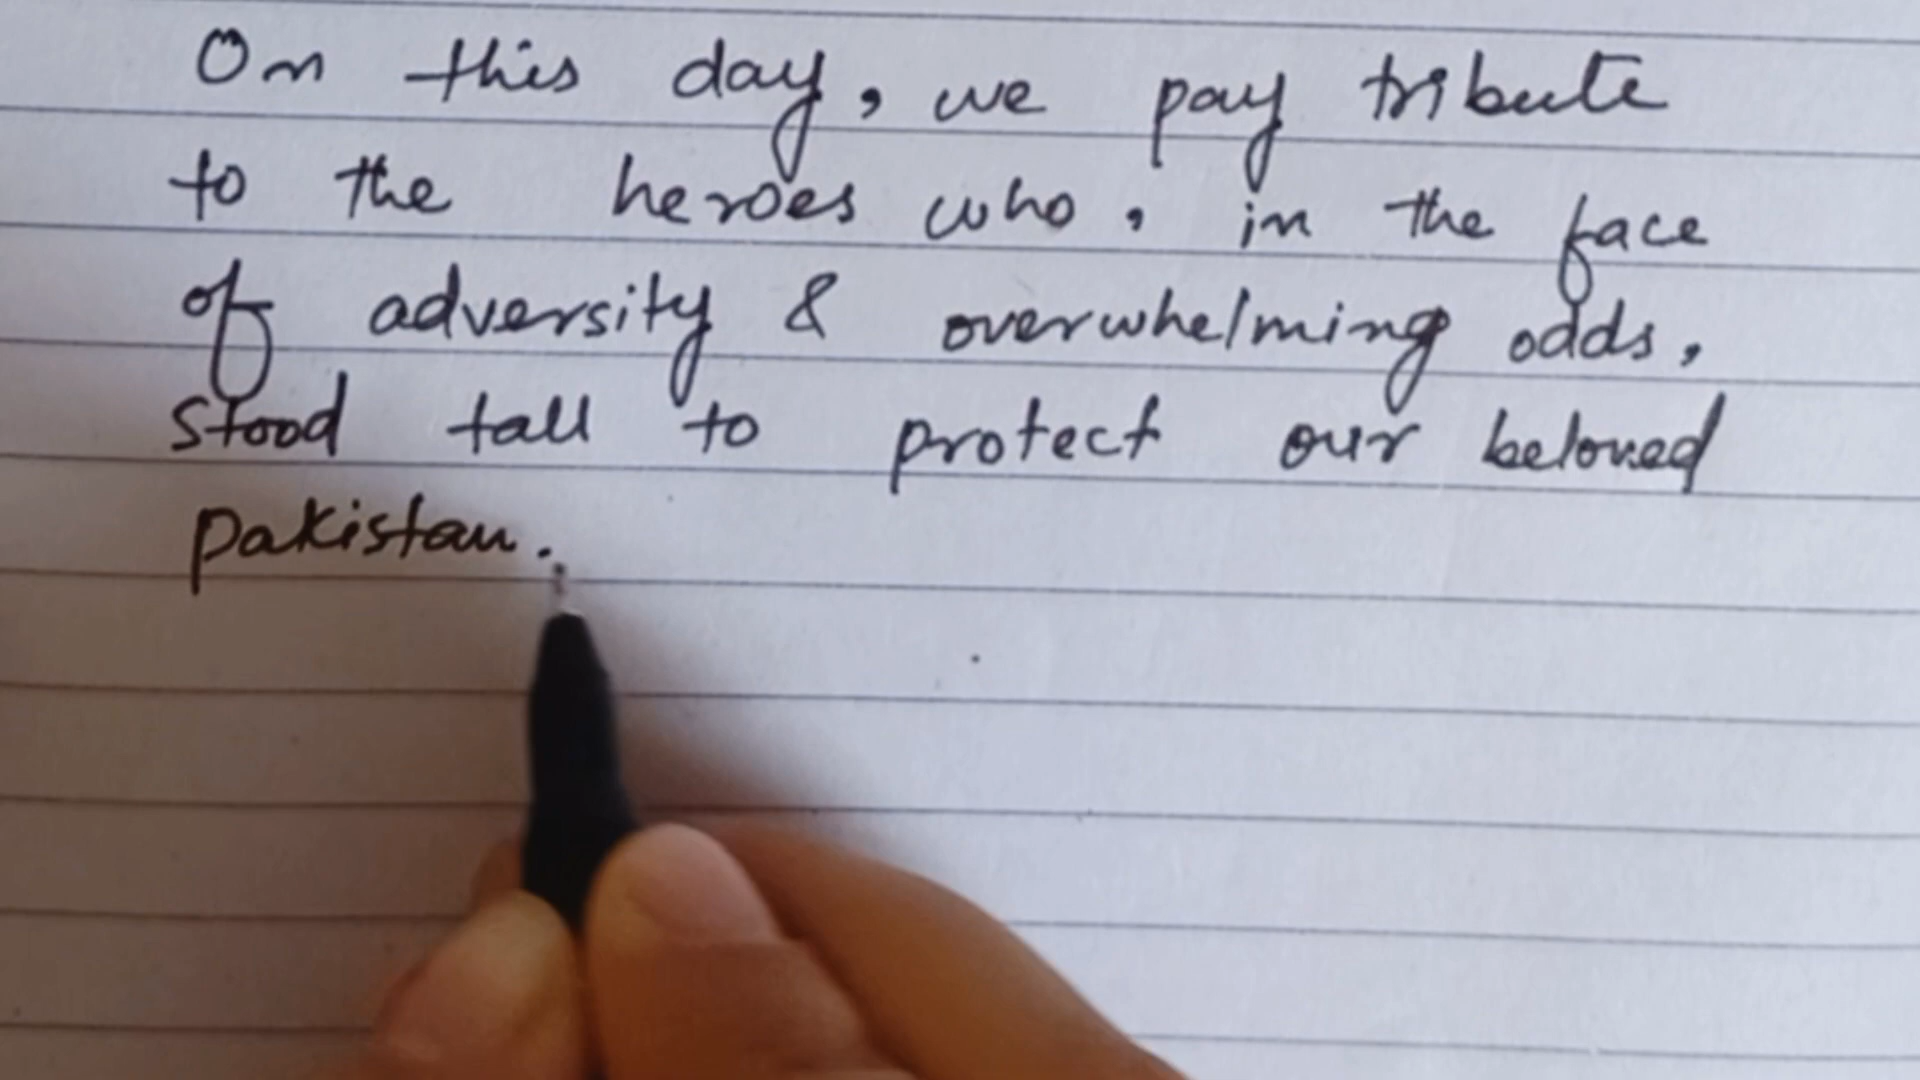 On this day, we pay tribute
to the heroes who, in the face
of adversity & overwhelming odds,
stood tall to protect our beloved
pakistan.